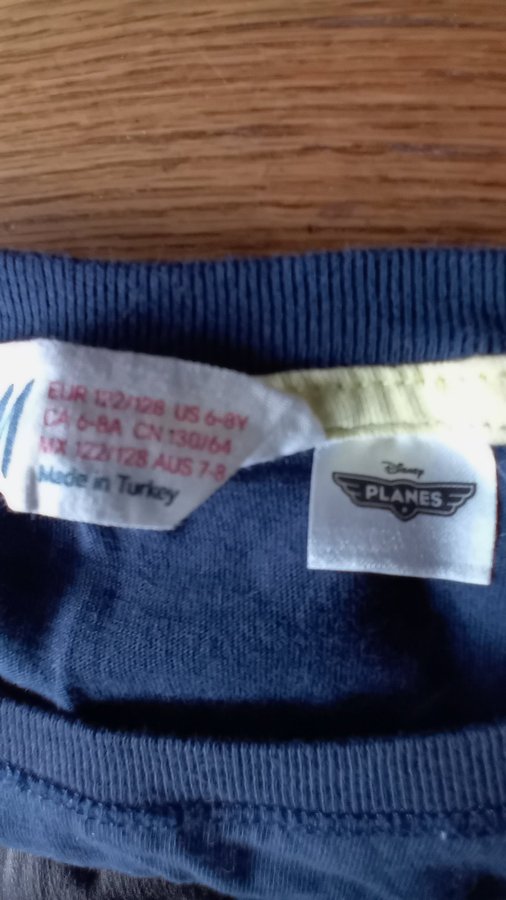 EUR 122/128 US 6-8Y
CA 6-8A CN 130/64
MX 122/128 AUS 7-8
Made in Turkey
Disney
PLANES